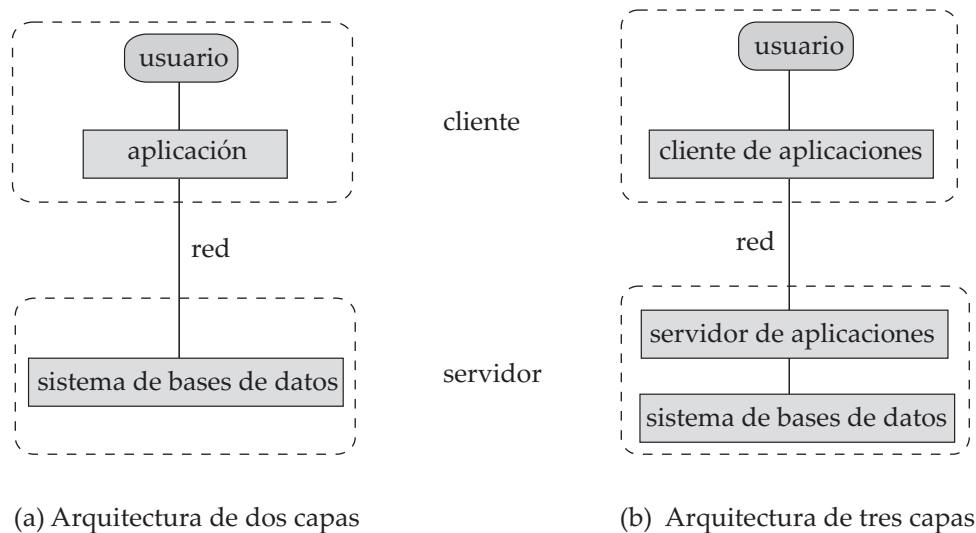 usuario
aplicación
red
sistema de bases de datos
cliente
servidor
usuario
cliente de aplicaciones
red
servidor de aplicaciones
sistema de bases de datos
(a) Arquitectura de dos capas
(b) Arquitectura de tres capas